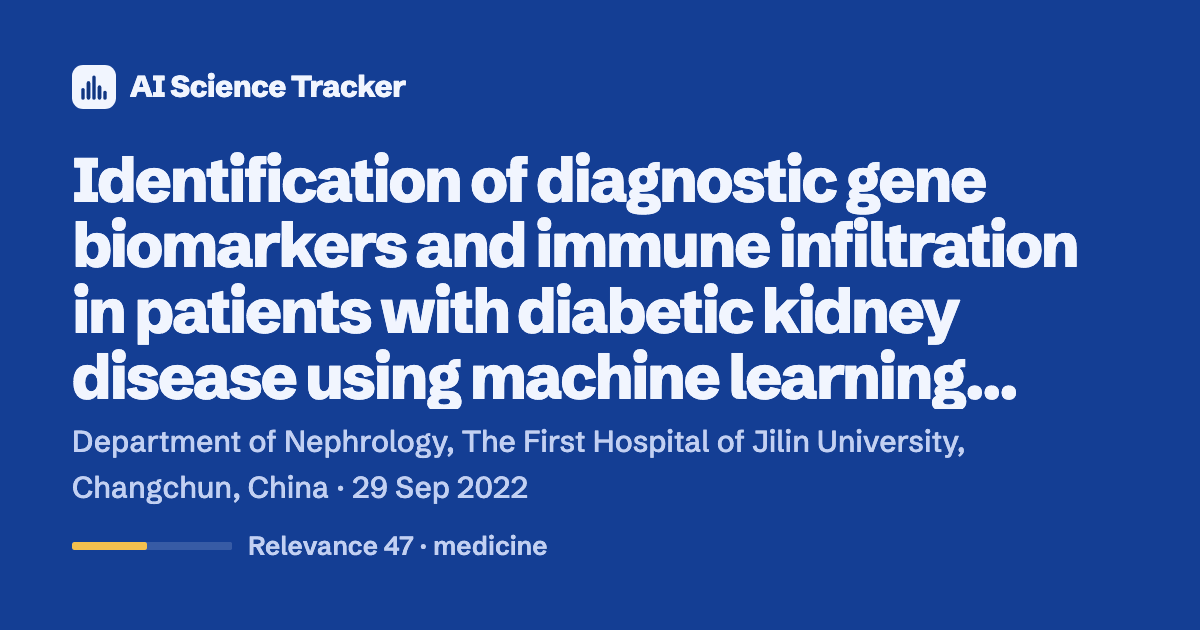 AI Science Tracker
Identification of diagnostic gene
biomarkers and immune infiltration
in patients with diabetic kidney
disease using machine learning...
Department of Nephrology, The First Hospital of Jilin University,
Changchun, China · 29 Sep 2022
Relevance 47 · medicine